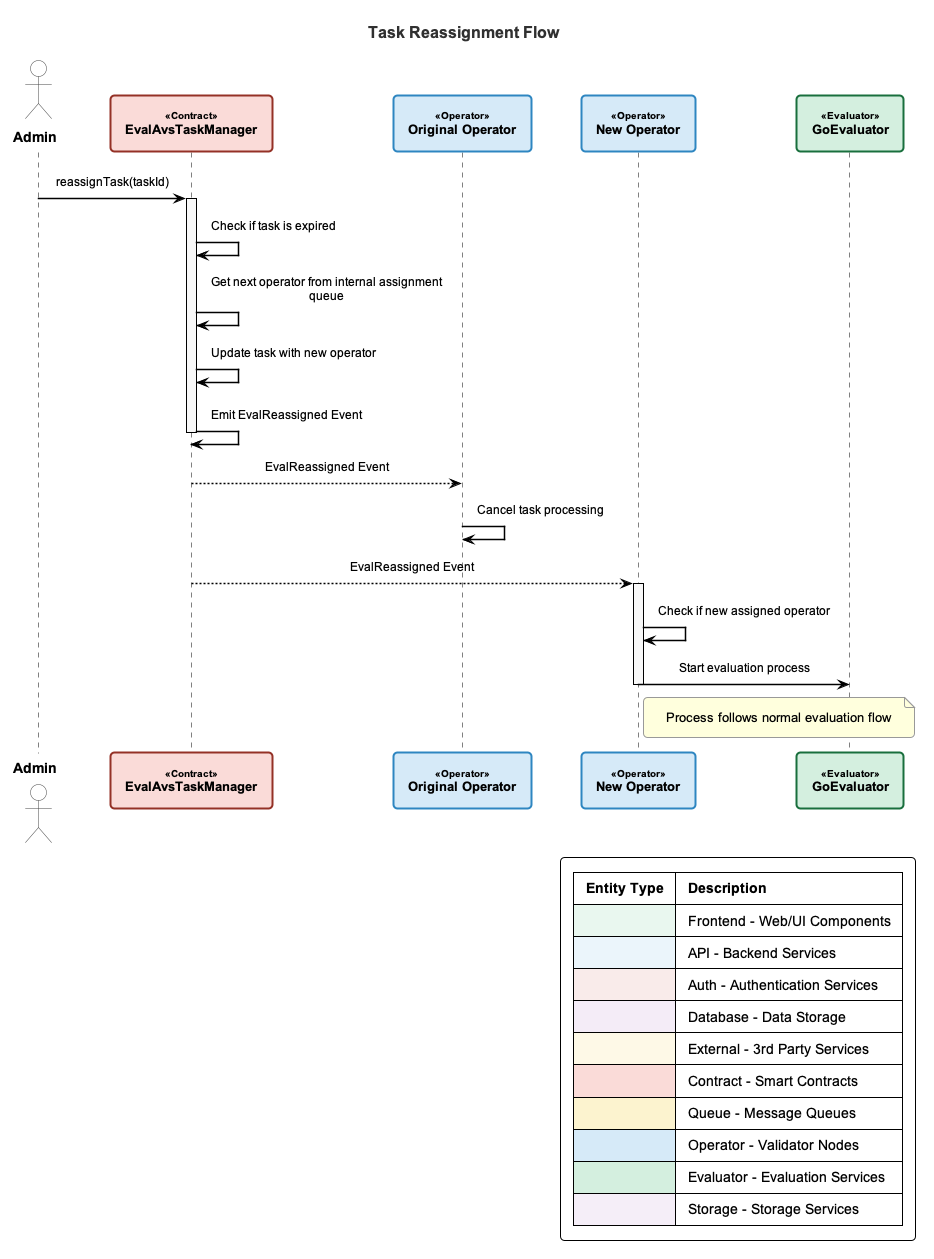 Task Reassignment Flow
Admin
«Contract»
EvalAvsTaskManager
«Operator»
Original Operator
«Operator»
New Operator
«Evaluator»
GoEvaluator
reassignTask(taskId)
Check if task is expired
Get next operator from internal assignment
queue
Update task with new operator
Emit EvalReassigned Event
EvalReassigned Event
Cancel task processing
EvalReassigned Event
Check if new assigned operator
Start evaluation process
Process follows normal evaluation flow
Admin
«Contract»
EvalAvsTaskManager
«Operator»
Original Operator
«Operator»
New Operator
«Evaluator»
GoEvaluator
Entity Type Description
Frontend - Web/UI Components
API - Backend Services
Auth - Authentication Services
Database - Data Storage
External - 3rd Party Services
Contract - Smart Contracts
Queue - Message Queues
Operator - Validator Nodes
Evaluator - Evaluation Services
Storage - Storage Services